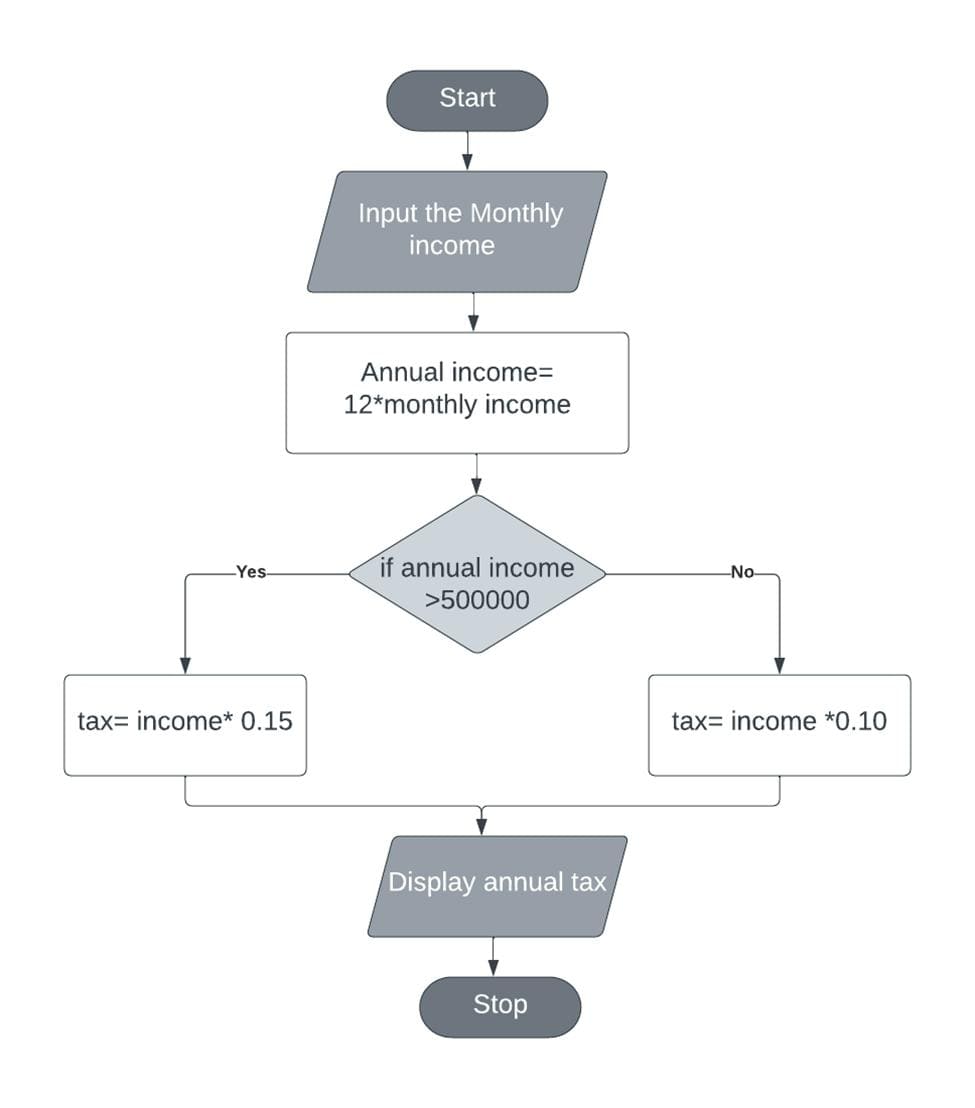 Start
Input the Monthly
income
Annual income=
12*monthly income
if annual income
>500000
Yes
No
tax= income* 0.15
tax= income *0.10
Display annual tax
Stop